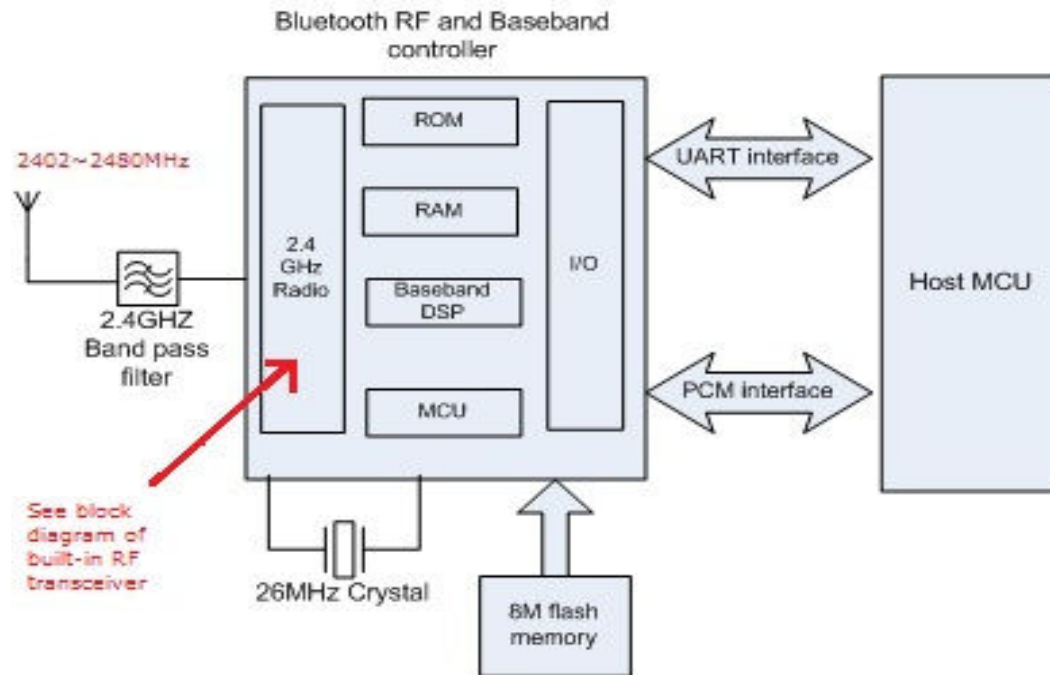 Bluetooth RF and Baseband
controller
ROM
2402~2480MHz
UART interface
RAM
2.4
GHz
Radio
I/O
Host MCU
Baseband
DSP
2.4GHZ
Band pass
filter
PCM interface
MCU
See block
diagram of
built-in RF
transceiver
26MHz Crystal
8M flash
memory